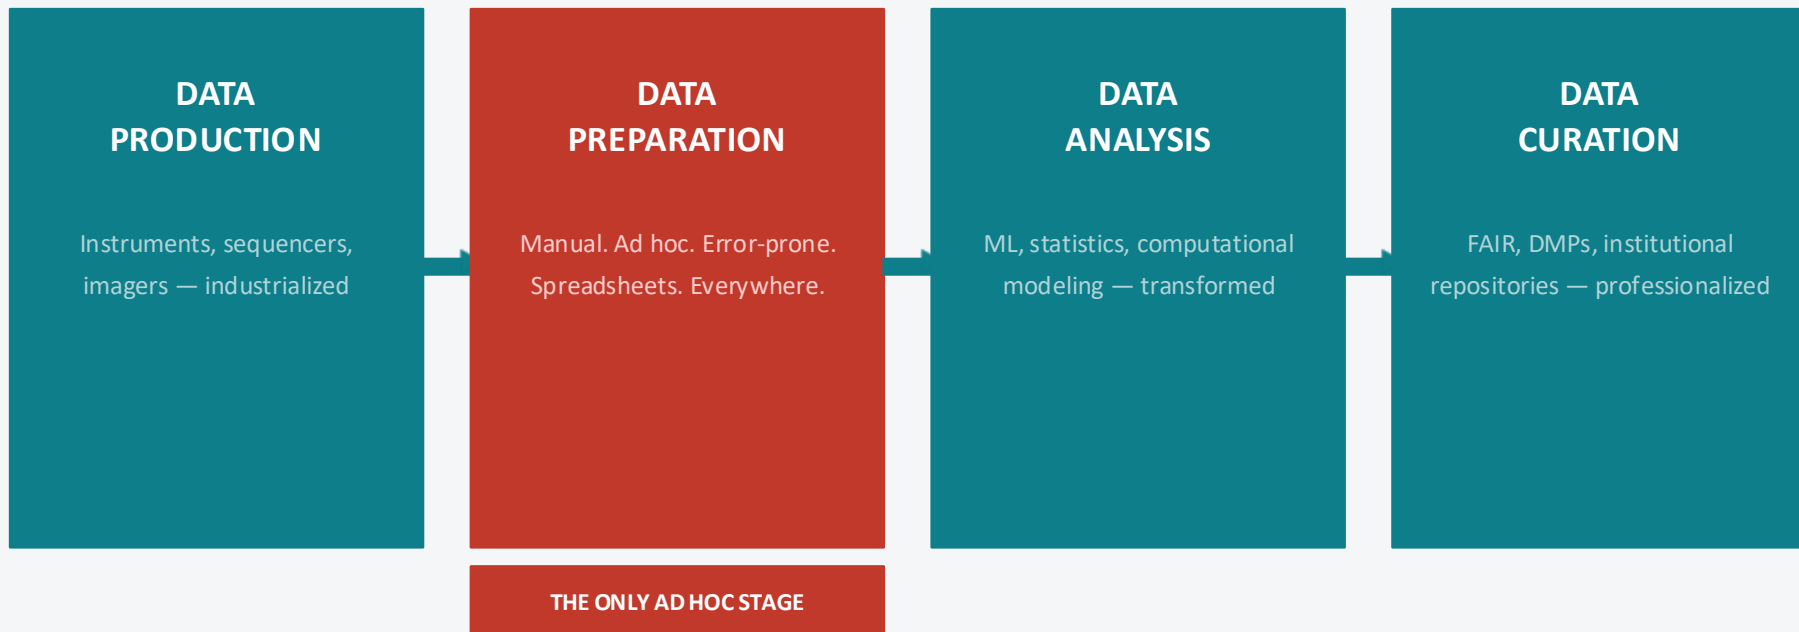 DATA
PRODUCTION
Instruments, sequencers,
imagers — industrialized
DATA
PREPARATION
Manual. Ad hoc. Error-prone.
Spreadsheets. Everywhere.
DATA
ANALYSIS
ML, statistics, computational
modeling — transformed
DATA
CURATION
FAIR, DMPs, institutional
repositories — professionalized
THE ONLY AD HOC STAGE